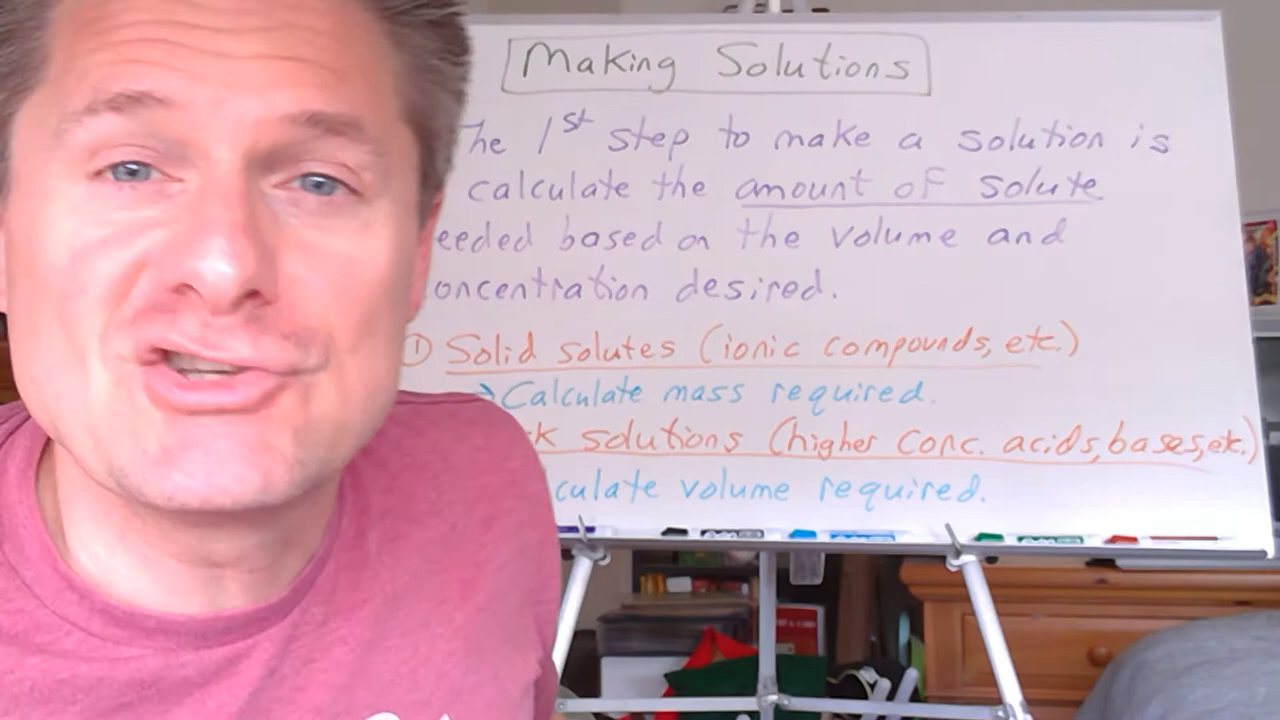 Making Solutions
The 1st step to make a solution is
calculate the amount of solute
eeded based on the volume and
oncentration desired.
① Solid solutes (ionic compounds, etc.)
→ Calculate mass required.
k solutions (higher conc. acids, bases, etc.)
culate volume required.